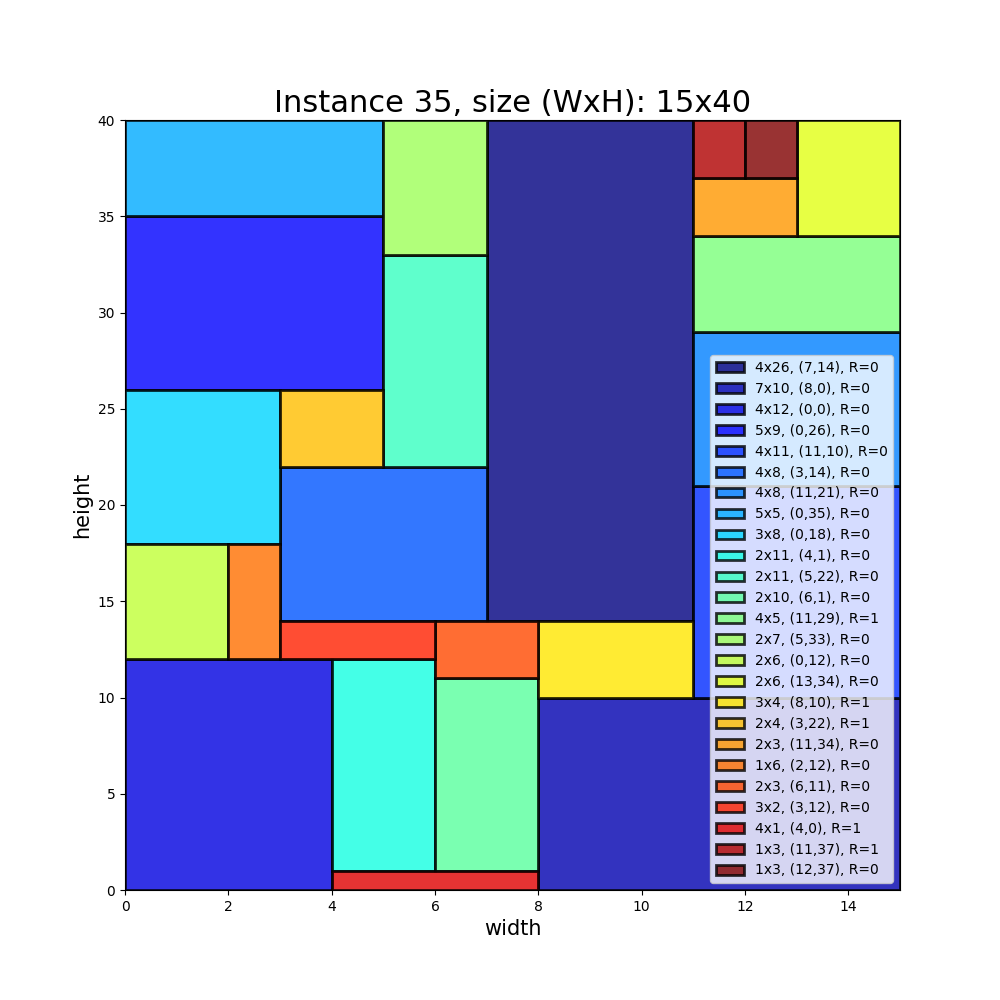 Instance 35, size (WxH): 15x40
40
35
30
25
20
15
10
5
0
height
4x26, (7,14), R=0
7x10, (8,0), R=0
4x12, (0,0), R=0
5x9, (0,26), R=0
4x11, (11,10), R=0
4x8, (3,14), R=0
4x8, (11,21), R=0
5x5, (0,35), R=0
3x8, (0,18), R=0
2x11, (4,1), R=0
2x11, (5,22), R=0
2x10, (6,1), R=0
4x5, (11,29), R=1
2x7, (5,33), R=0
2x6, (0,12), R=0
2x6, (13,34), R=0
3x4, (8,10), R=1
2x4, (3,22), R=1
2x3, (11,34), R=0
1x6, (2,12), R=0
2x3, (6,11), R=0
3x2, (3,12), R=0
4x1, (4,0), R=1
1x3, (11,37), R=1
1x3, (12,37), R=0
0 2 4 6 8 10 12 14
width